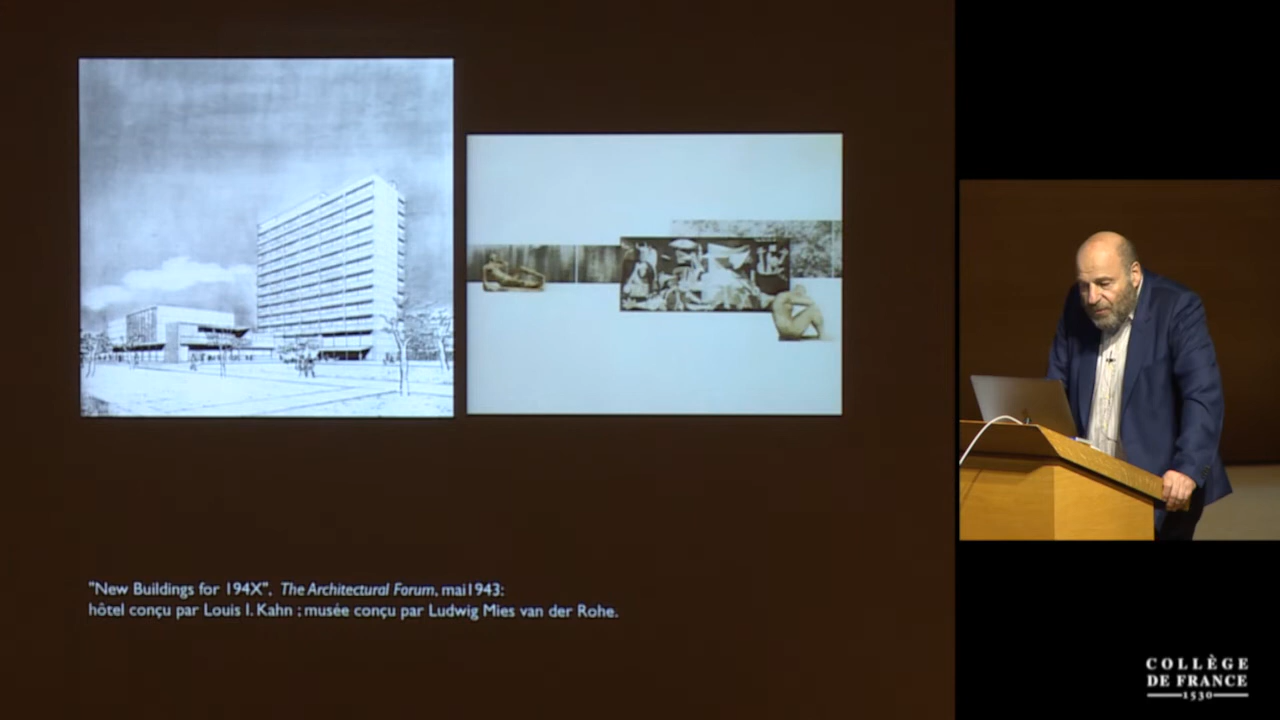 "New Buildings for 194X", The Architectural Forum, mai1943:
hôtel conçu par Louis I. Kahn ; musée conçu par Ludwig Mies van der Rohe.
COLLÈGE
DE FRANCE
1530